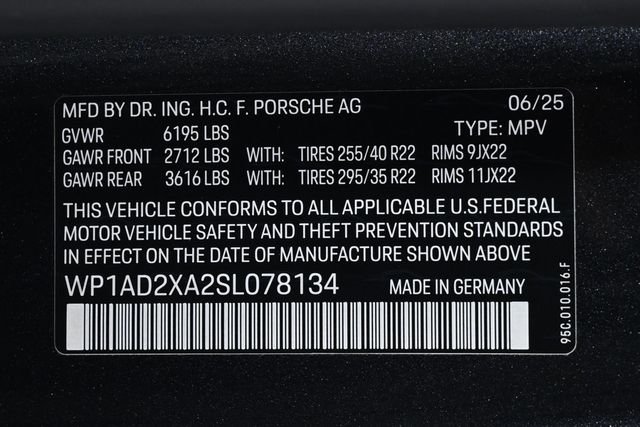 MFD BY DR. ING. H.C. F. PORSCHE AG 06/25
GVWR 6195 LBS TYPE: MPV
GAWR FRONT 2712 LBS WITH: TIRES 255/40 R22 RIMS 9JX22
GAWR REAR 3616 LBS WITH: TIRES 295/35 R22 RIMS 11JX22
THIS VEHICLE CONFORMS TO ALL APPLICABLE U.S.FEDERAL
MOTOR VEHICLE SAFETY AND THEFT PREVENTION STANDARDS
IN EFFECT ON THE DATE OF MANUFACTURE SHOWN ABOVE
WP1AD2XA2SL078134 MADE IN GERMANY
95C.010.016.F